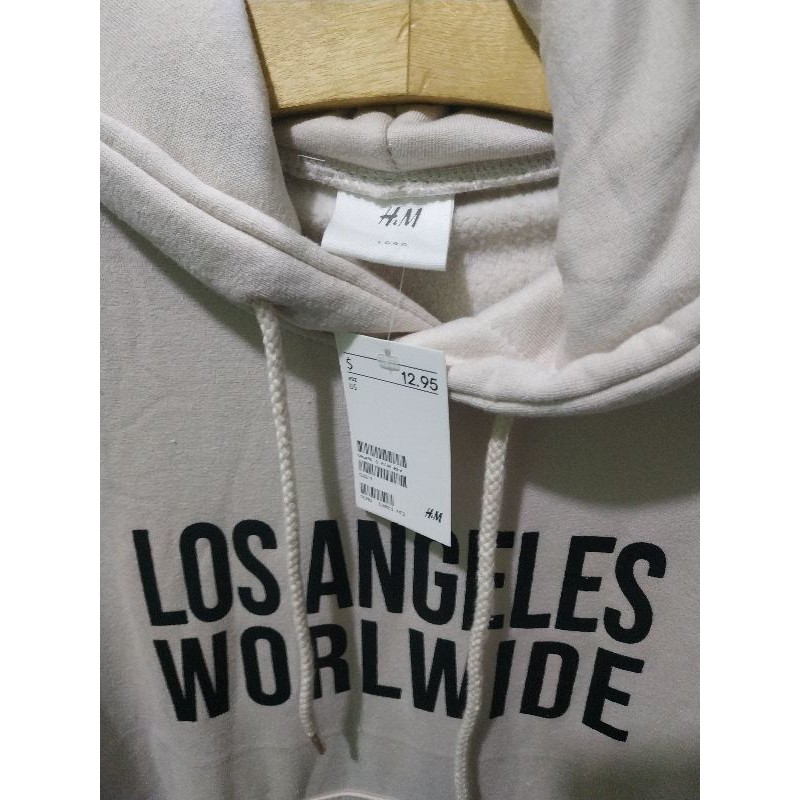 H&M
$
12.95
H&M
LOS ANGELES
WORLWIDE